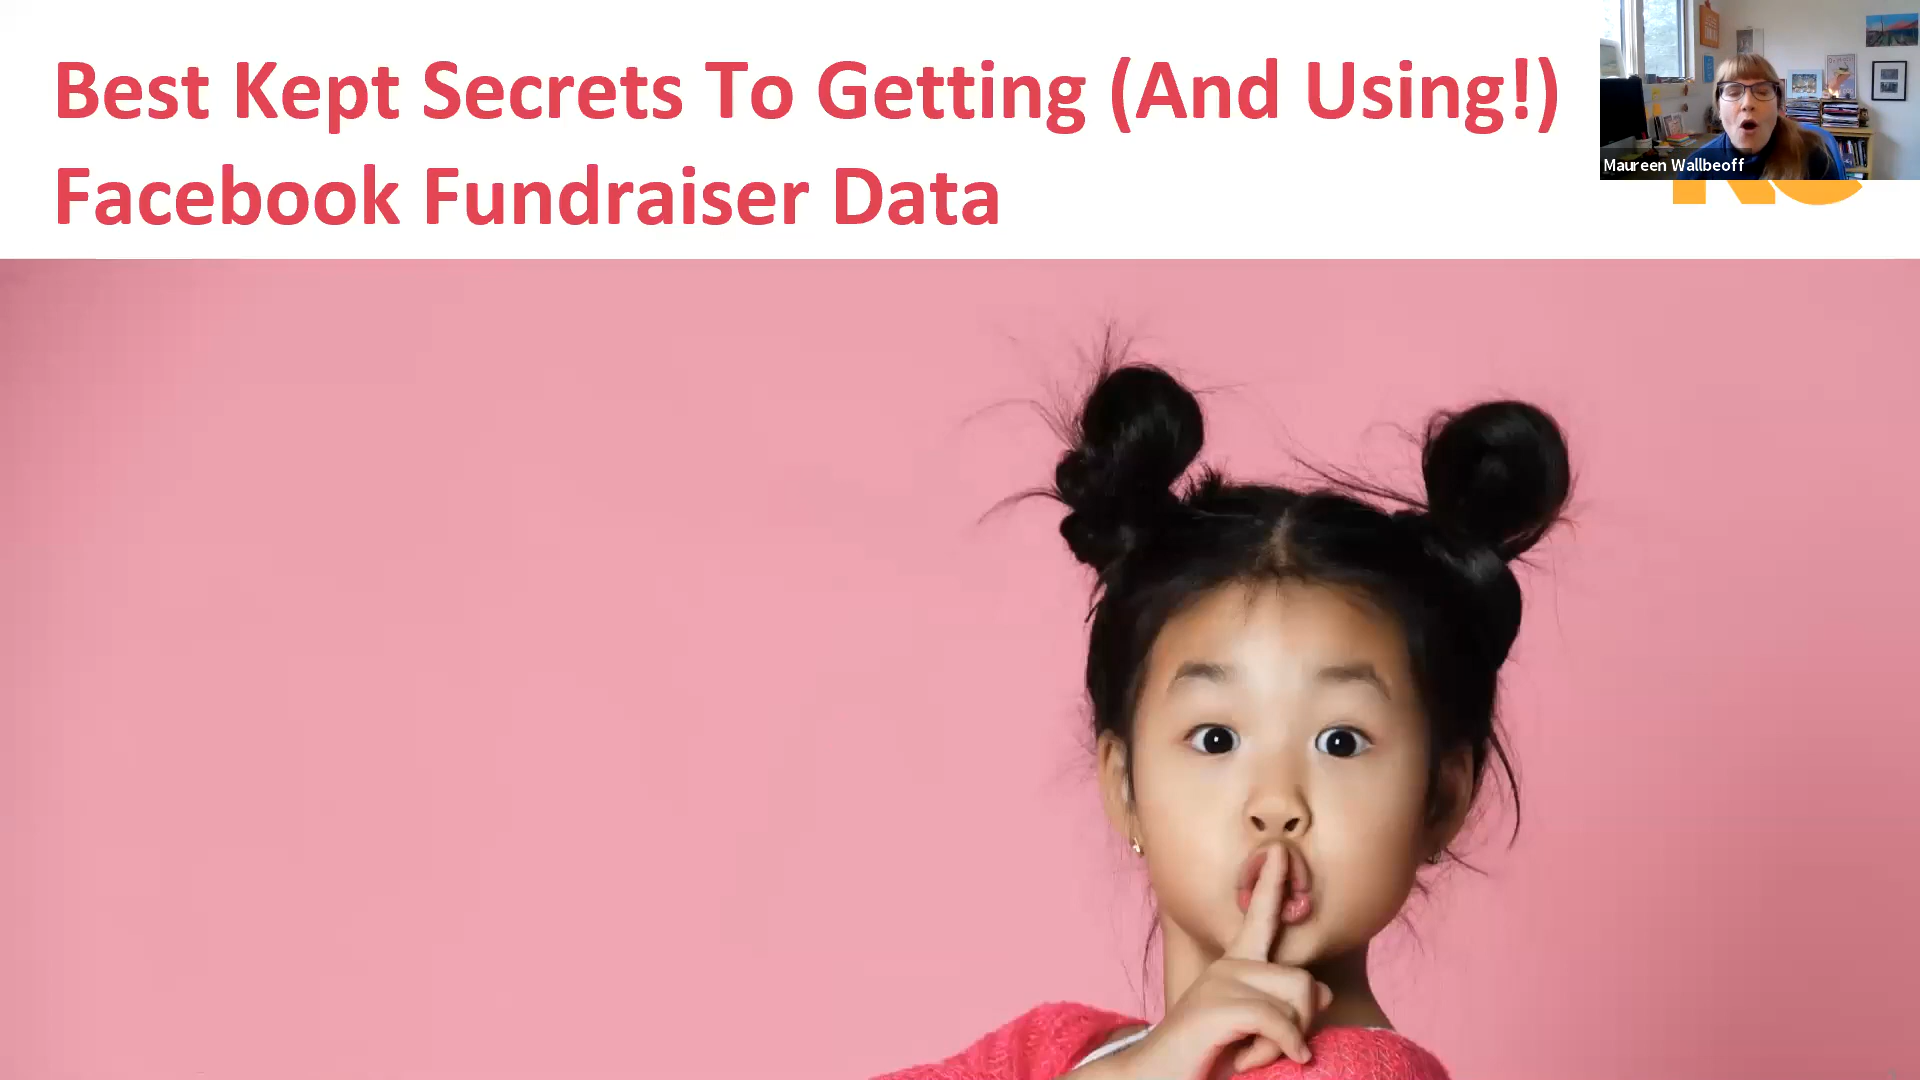 Best Kept Secrets To Getting (And Using!)
Facebook Fundraiser Data
Maureen Wallbeoff